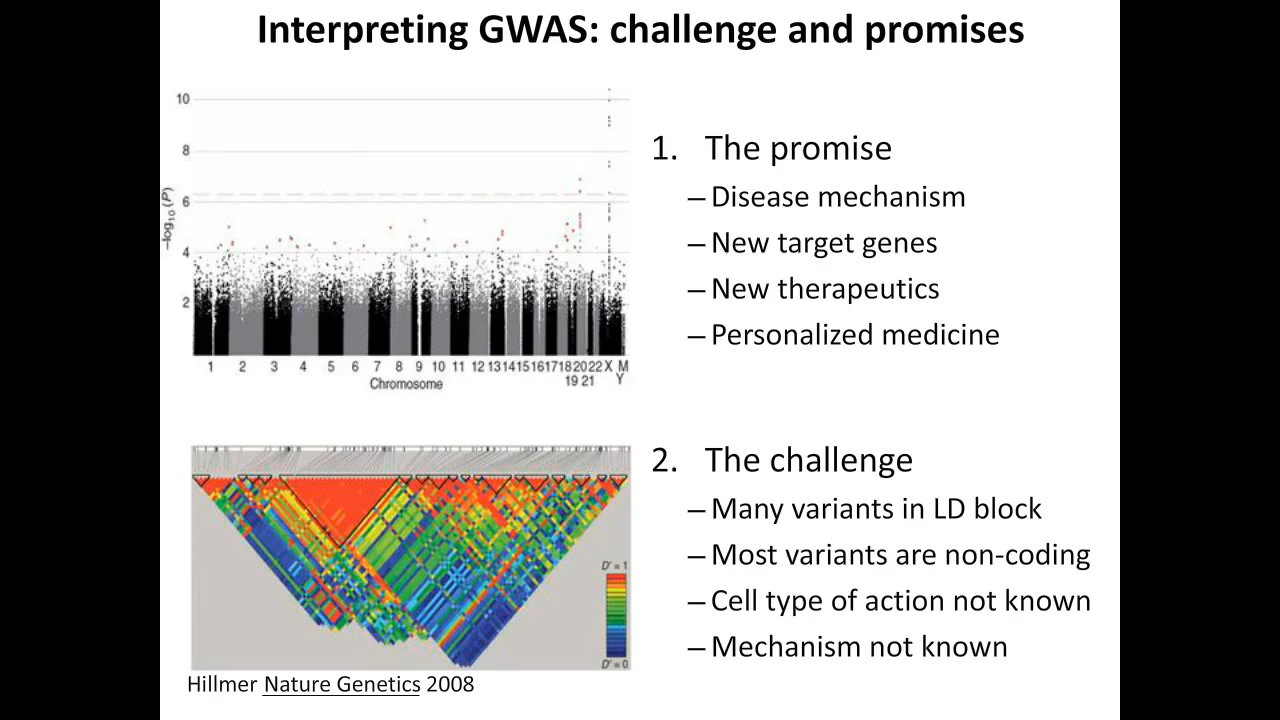 Interpreting GWAS: challenge and promises
10
8
6
4
2
–log10 (P)
1 2 3 4 5 6 7 8 9 10 11 12 13 14 15 16 17 18 20 22 X M
19 21 Y
Chromosome
1. The promise
– Disease mechanism
– New target genes
– New therapeutics
– Personalized medicine
2. The challenge
– Many variants in LD block
– Most variants are non-coding
– Cell type of action not known
– Mechanism not known
D' = 1
D' = 0
Hillmer Nature Genetics 2008